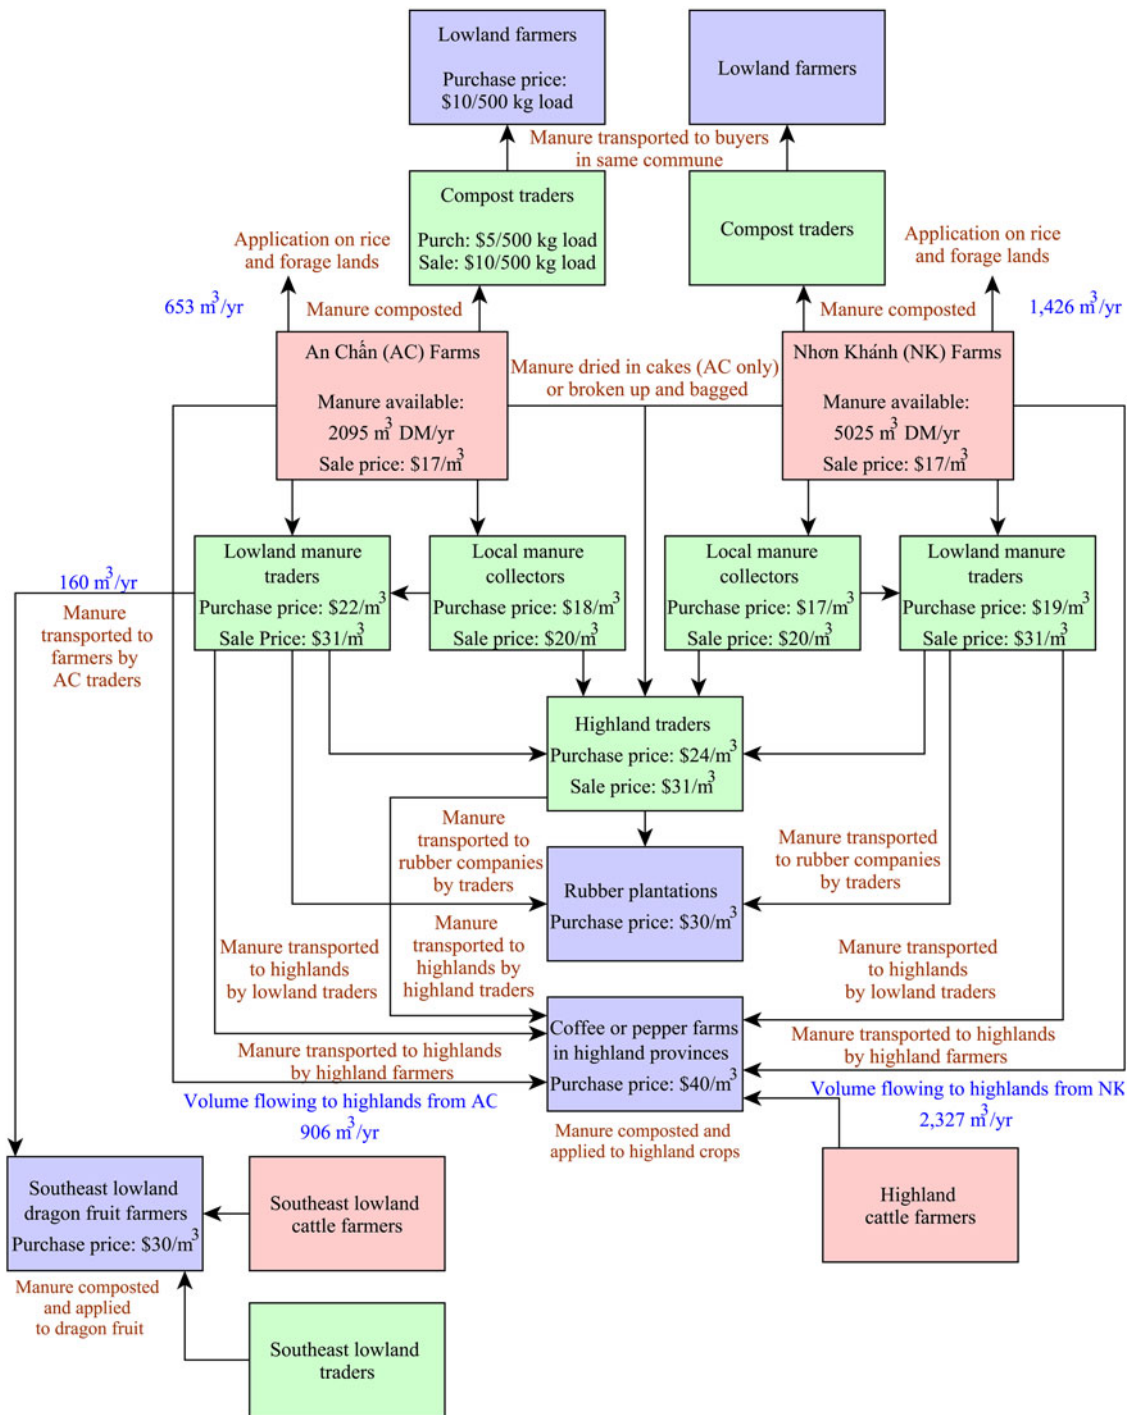 Lowland farmers
Purchase price:
$10/500 kg load
Lowland farmers
Manure transported to buyers
in same commune
Compost traders
Purch: $5/500 kg load
Sale: $10/500 kg load
Compost traders
Application on rice
and forage lands
Application on rice
and forage lands
653 m³/yr
Manure composted
Manure composted
1,426 m³/yr
An Chấn (AC) Farms
Manure available:
2095 m³ DM/yr
Sale price: $17/m³
Manure dried in cakes (AC only)
or broken up and bagged
Nhơn Khánh (NK) Farms
Manure available:
5025 m³ DM/yr
Sale price: $17/m³
Lowland manure
traders
Purchase price: $22/m³
Sale Price: $31/m³
Local manure
collectors
Purchase price: $18/m³
Sale price: $20/m³
Local manure
collectors
Purchase price: $17/m³
Sale price: $20/m³
Lowland manure
traders
Purchase price: $19/m³
Sale price: $31/m³
160 m³/yr
Manure
transported to
farmers by
AC traders
Highland traders
Purchase price: $24/m³
Sale price: $31/m³
Manure
transported to
rubber companies
by traders
Manure transported
to rubber companies
by traders
Rubber plantations
Purchase price: $30/m³
Manure transported
to highlands
by lowland traders
Manure
transported to
highlands by
highland traders
Manure transported
to highlands
by lowland traders
Coffee or pepper farms
in highland provinces
Purchase price: $40/m³
Manure transported to highlands
by highland farmers
Manure transported to highlands
by highland farmers
Volume flowing to highlands from AC
906 m³/yr
Volume flowing to highlands from NK
2,327 m³/yr
Manure composted and
applied to highland crops
Southeast lowland
dragon fruit farmers
Purchase price: $30/m³
Southeast lowland
cattle farmers
Highland
cattle farmers
Manure composted
and applied
to dragon fruit
Southeast lowland
traders